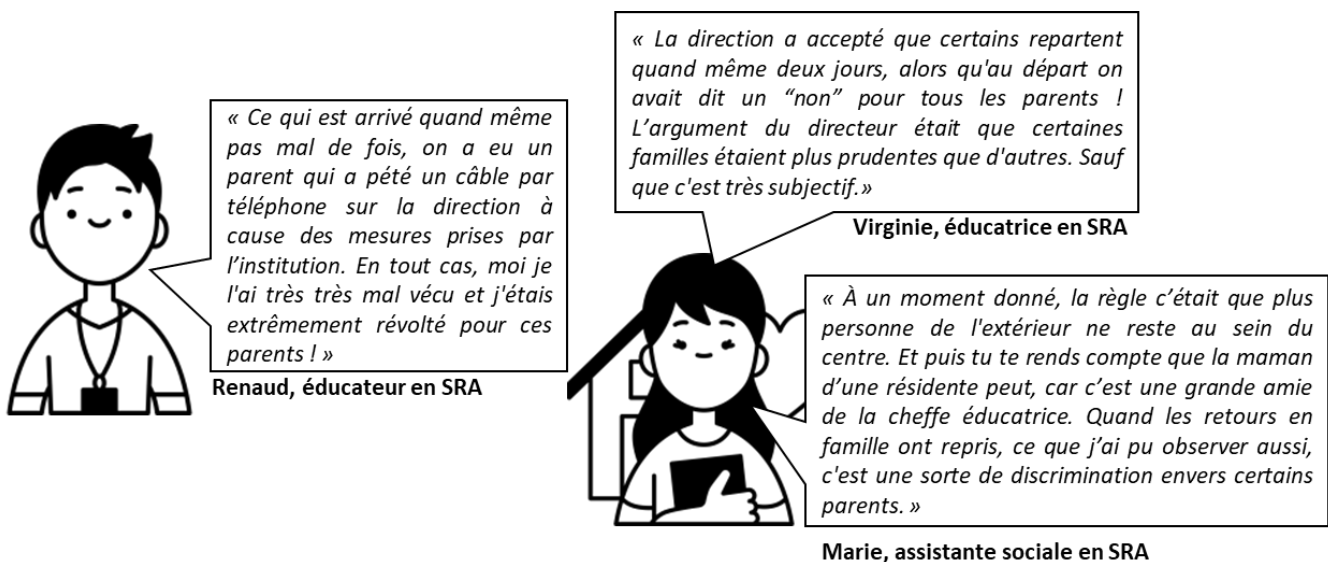 « Ce qui est arrivé quand même
pas mal de fois, on a eu un
parent qui a pété un câble par
téléphone sur la direction à
cause des mesures prises par
l’institution. En tout cas, moi je
l'ai très très mal vécu et j'étais
extrêmement révolté pour ces
parents ! »
Renaud, éducateur en SRA
« La direction a accepté que certains repartent
quand même deux jours, alors qu'au départ on
avait dit un “non” pour tous les parents !
L’argument du directeur était que certaines
familles étaient plus prudentes que d'autres. Sauf
que c'est très subjectif.»
Virginie, éducatrice en SRA
« À un moment donné, la règle c’était que plus
personne de l'extérieur ne reste au sein du
centre. Et puis tu te rends compte que la maman
d’une résidente peut, car c’est une grande amie
de la cheffe éducatrice. Quand les retours en
famille ont repris, ce que j’ai pu observer aussi,
c'est une sorte de discrimination envers certains
parents. »
Marie, assistante sociale en SRA